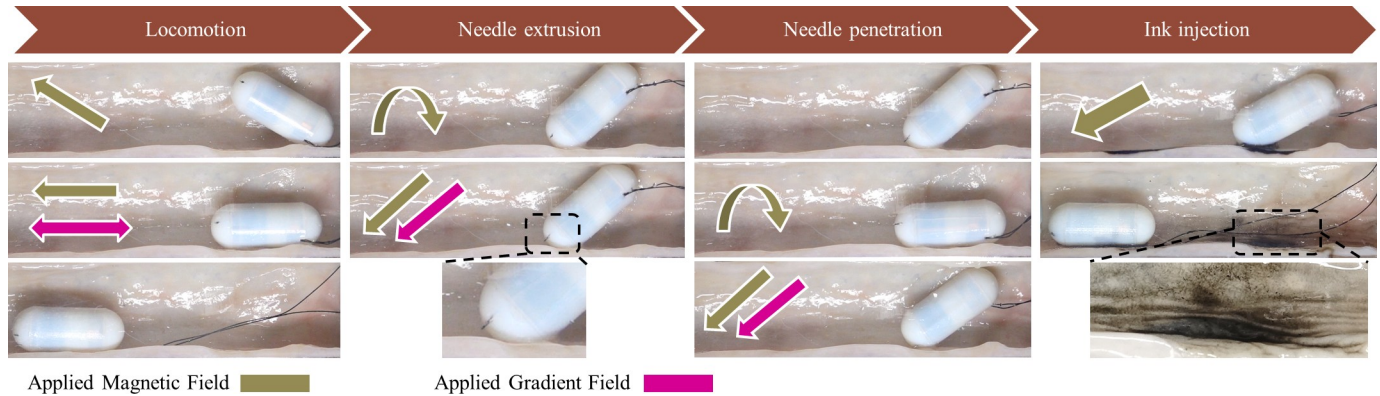 Locomotion
Needle extrusion
Needle penetration
Ink injection
Applied Magnetic Field
Applied Gradient Field